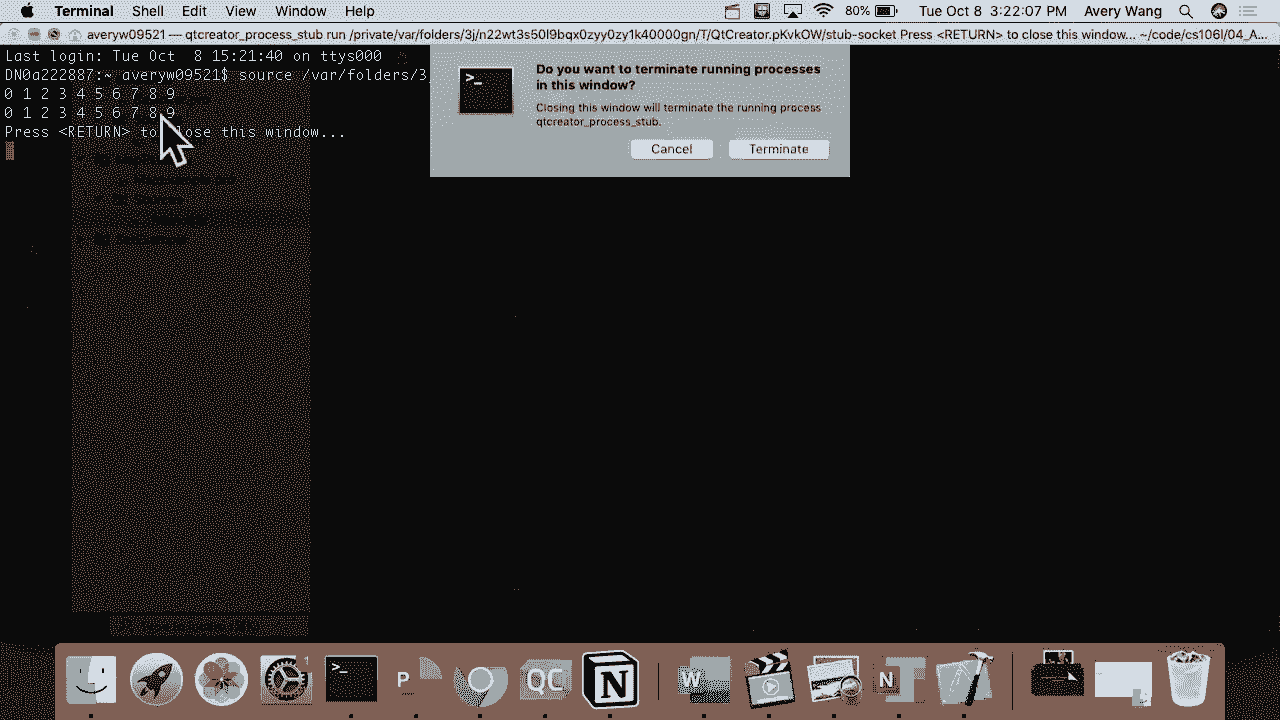 Terminal Shell Edit View Window Help 80% Tue Oct 8 3:22:07 PM Avery Wang
averyw09521 — qtcreator_process_stub run /private/var/folders/3j/n22wt3s50l9bqx0zyy0zy1k40000gn/T/QtCreator.pKvkOW/stub-socket Press <RETURN> to close this window... ~/code/cs106l/04_A...
Last login: Tue Oct 8 15:21:40 on ttys000
DN0a222887:~ averyw09521$ source /var/folders/3
0 1 2 3 4 5 6 7 8 9
0 1 2 3 4 5 6 7 8 9
Press <RETURN> to close this window...
Do you want to terminate running processes
in this window?
Closing this window will terminate the running process
qtcreator_process_stub.
Cancel Terminate
>_ P QC N W N